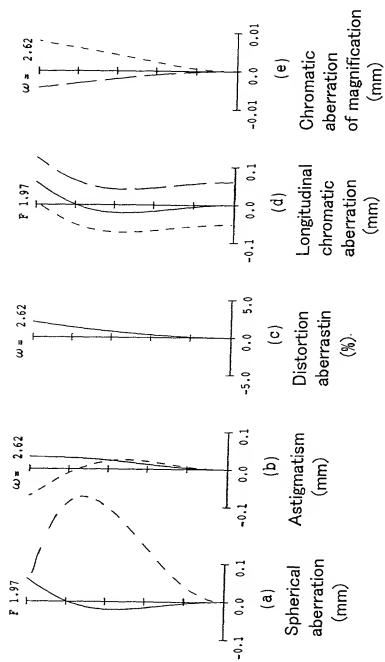 F 1.97
-0.1 0.0 0.1
(a)
Spherical
aberration
(mm)
ω= 2.62
-0.1 0.0 0.1
(b)
Astigmatism
(mm)
ω= 2.62
-5.0 0.0 5.0
(c)
Distortion
aberrastin
(%).
F 1.97
-0.1 0.0 0.1
(d)
Longitudinal
chromatic
aberration
(mm)
ω= 2.62
-0.01 0.0 0.01
(e)
Chromatic
aberration
of magnification
(mm)